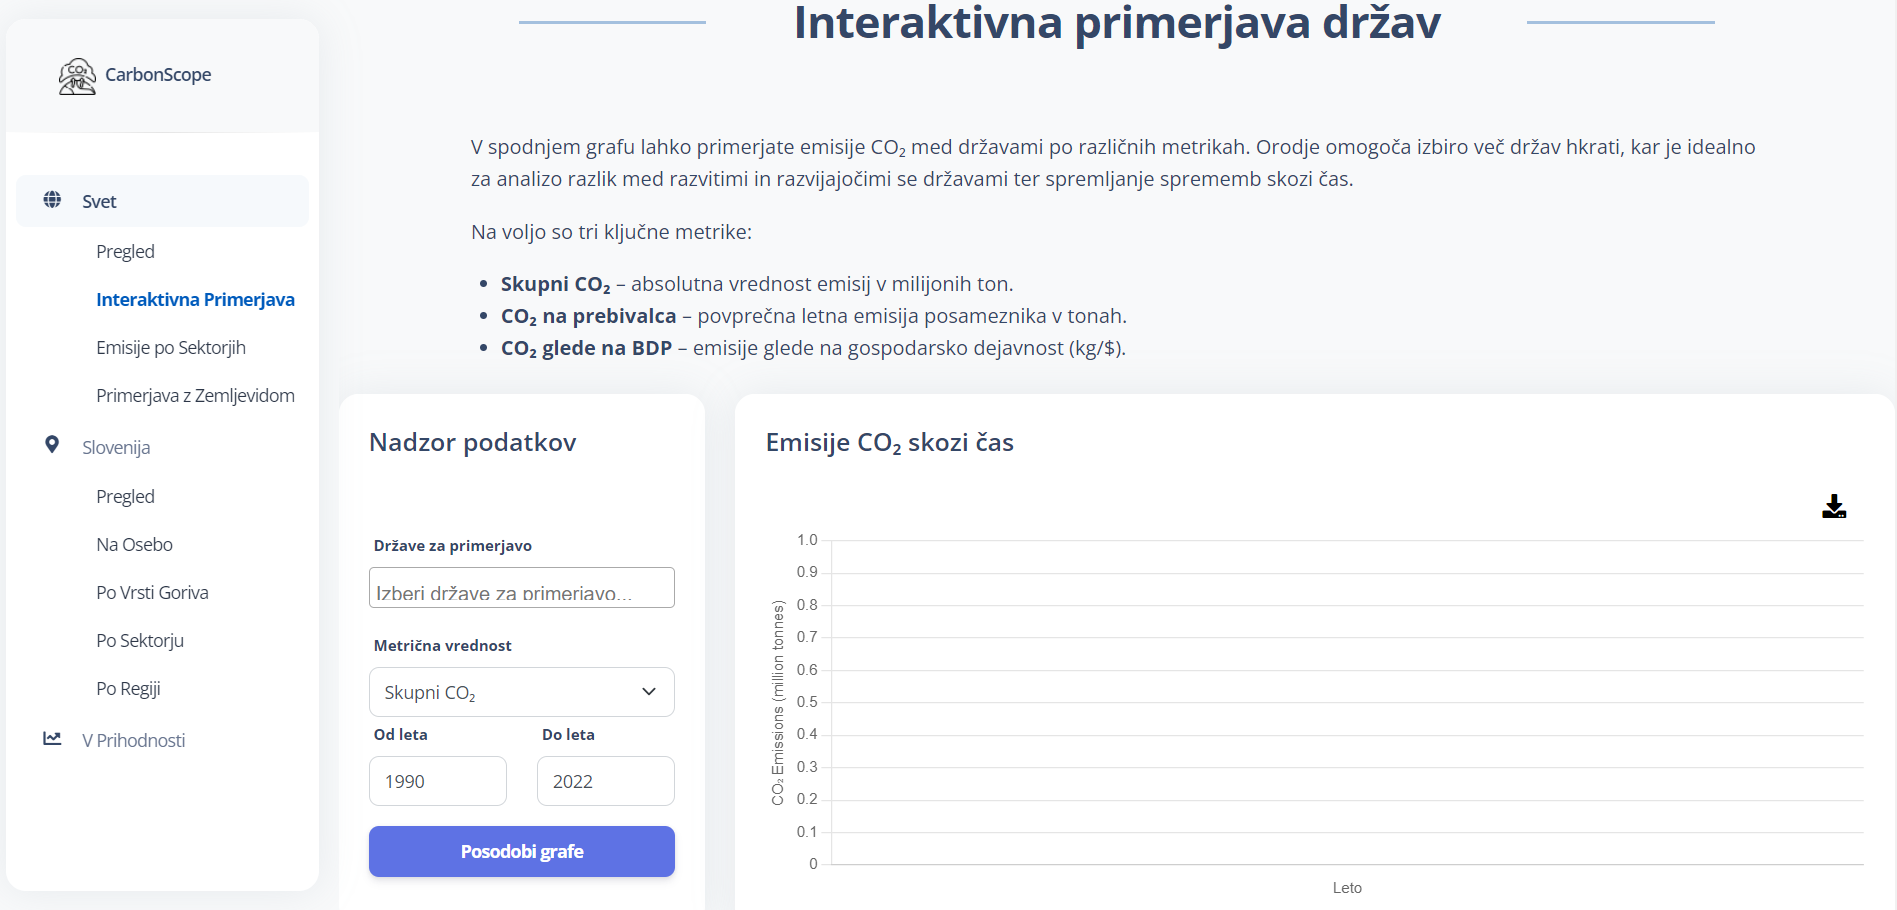 CarbonScope
Svet
Pregled
Interaktivna Primerjava
Emisije po Sektorjih
Primerjava z Zemljevidom
Slovenija
Pregled
Na Osebo
Po Vrsti Goriva
Po Sektorju
Po Regiji
V Prihodnosti
Interaktivna primerjava držav
V spodnjem grafu lahko primerjate emisije CO₂ med državami po različnih metrikah. Orodje omogoča izbiro več držav hkrati, kar je idealno
za analizo razlik med razvitimi in razvijajočimi se državami ter spremljanje sprememb skozi čas.
Na voljo so tri ključne metrike:
• Skupni CO₂ – absolutna vrednost emisij v milijonih ton.
• CO₂ na prebivalca – povprečna letna emisija posameznika v tonah.
• CO₂ glede na BDP – emisije glede na gospodarsko dejavnost (kg/$).
Nadzor podatkov
Države za primerjavo
Izberi države za primerjavo...
Metrična vrednost
Skupni CO₂
Od leta Do leta
1990 2022
Posodobi grafe
Emisije CO₂ skozi čas
CO₂ Emissions (million tonnes)
1.0
0.9
0.8
0.7
0.6
0.5
0.4
0.3
0.2
0.1
0
Leto